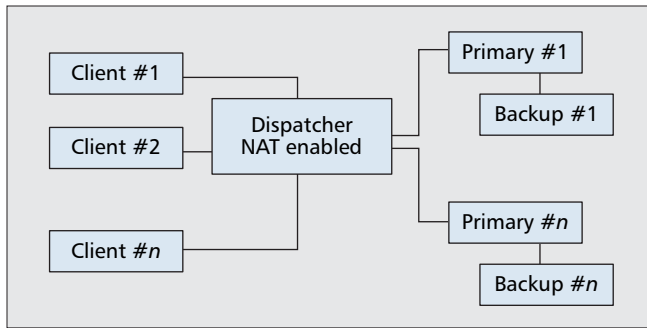 Client #1
Client #2
Client #n
Dispatcher
NAT enabled
Primary #1
Backup #1
Primary #n
Backup #n